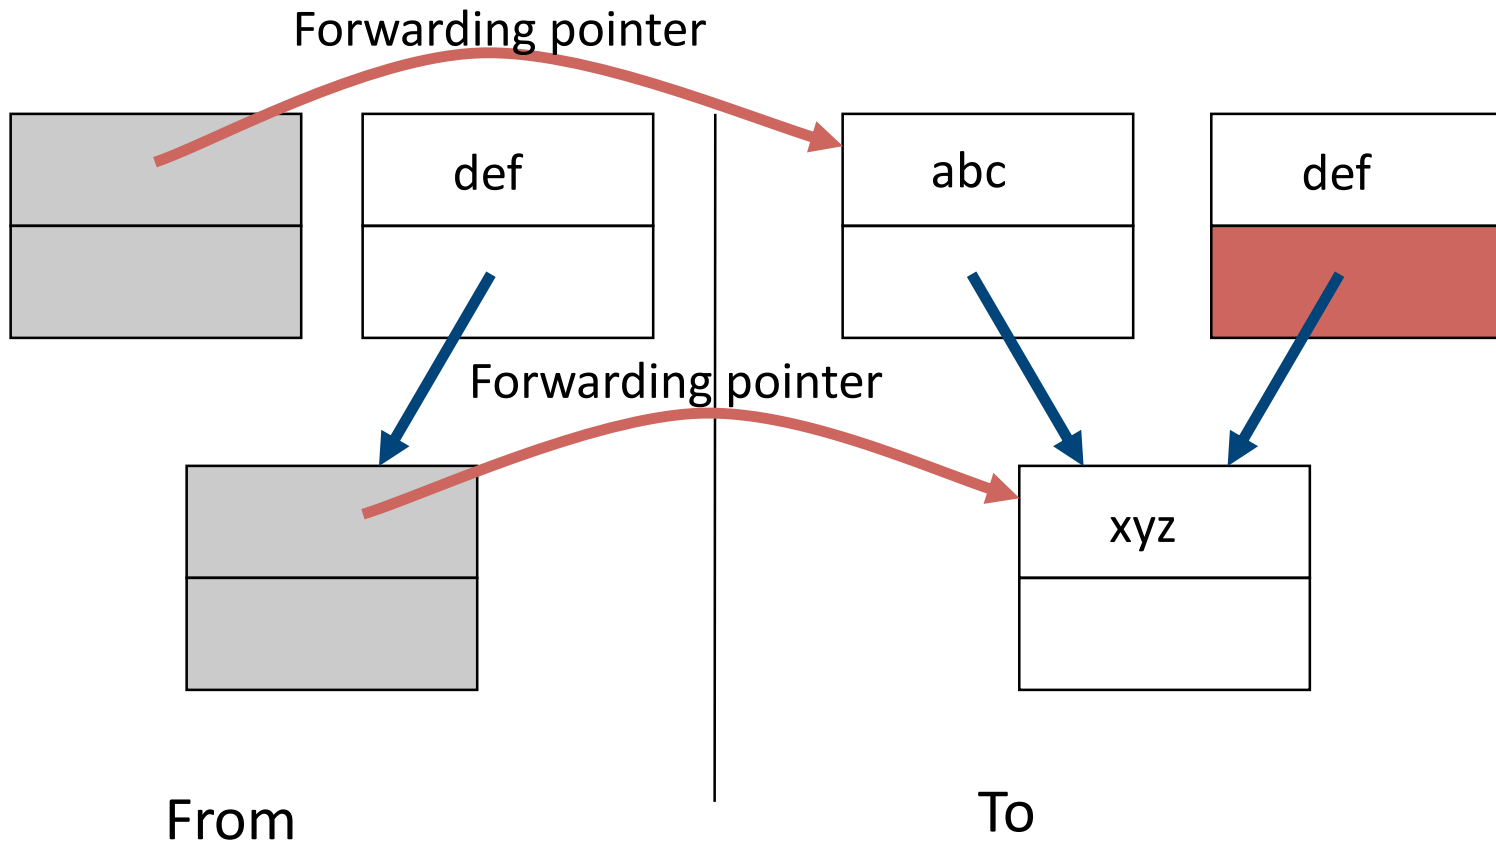 Forwarding pointer
def
abc
def
Forwarding pointer
xyz
From
To